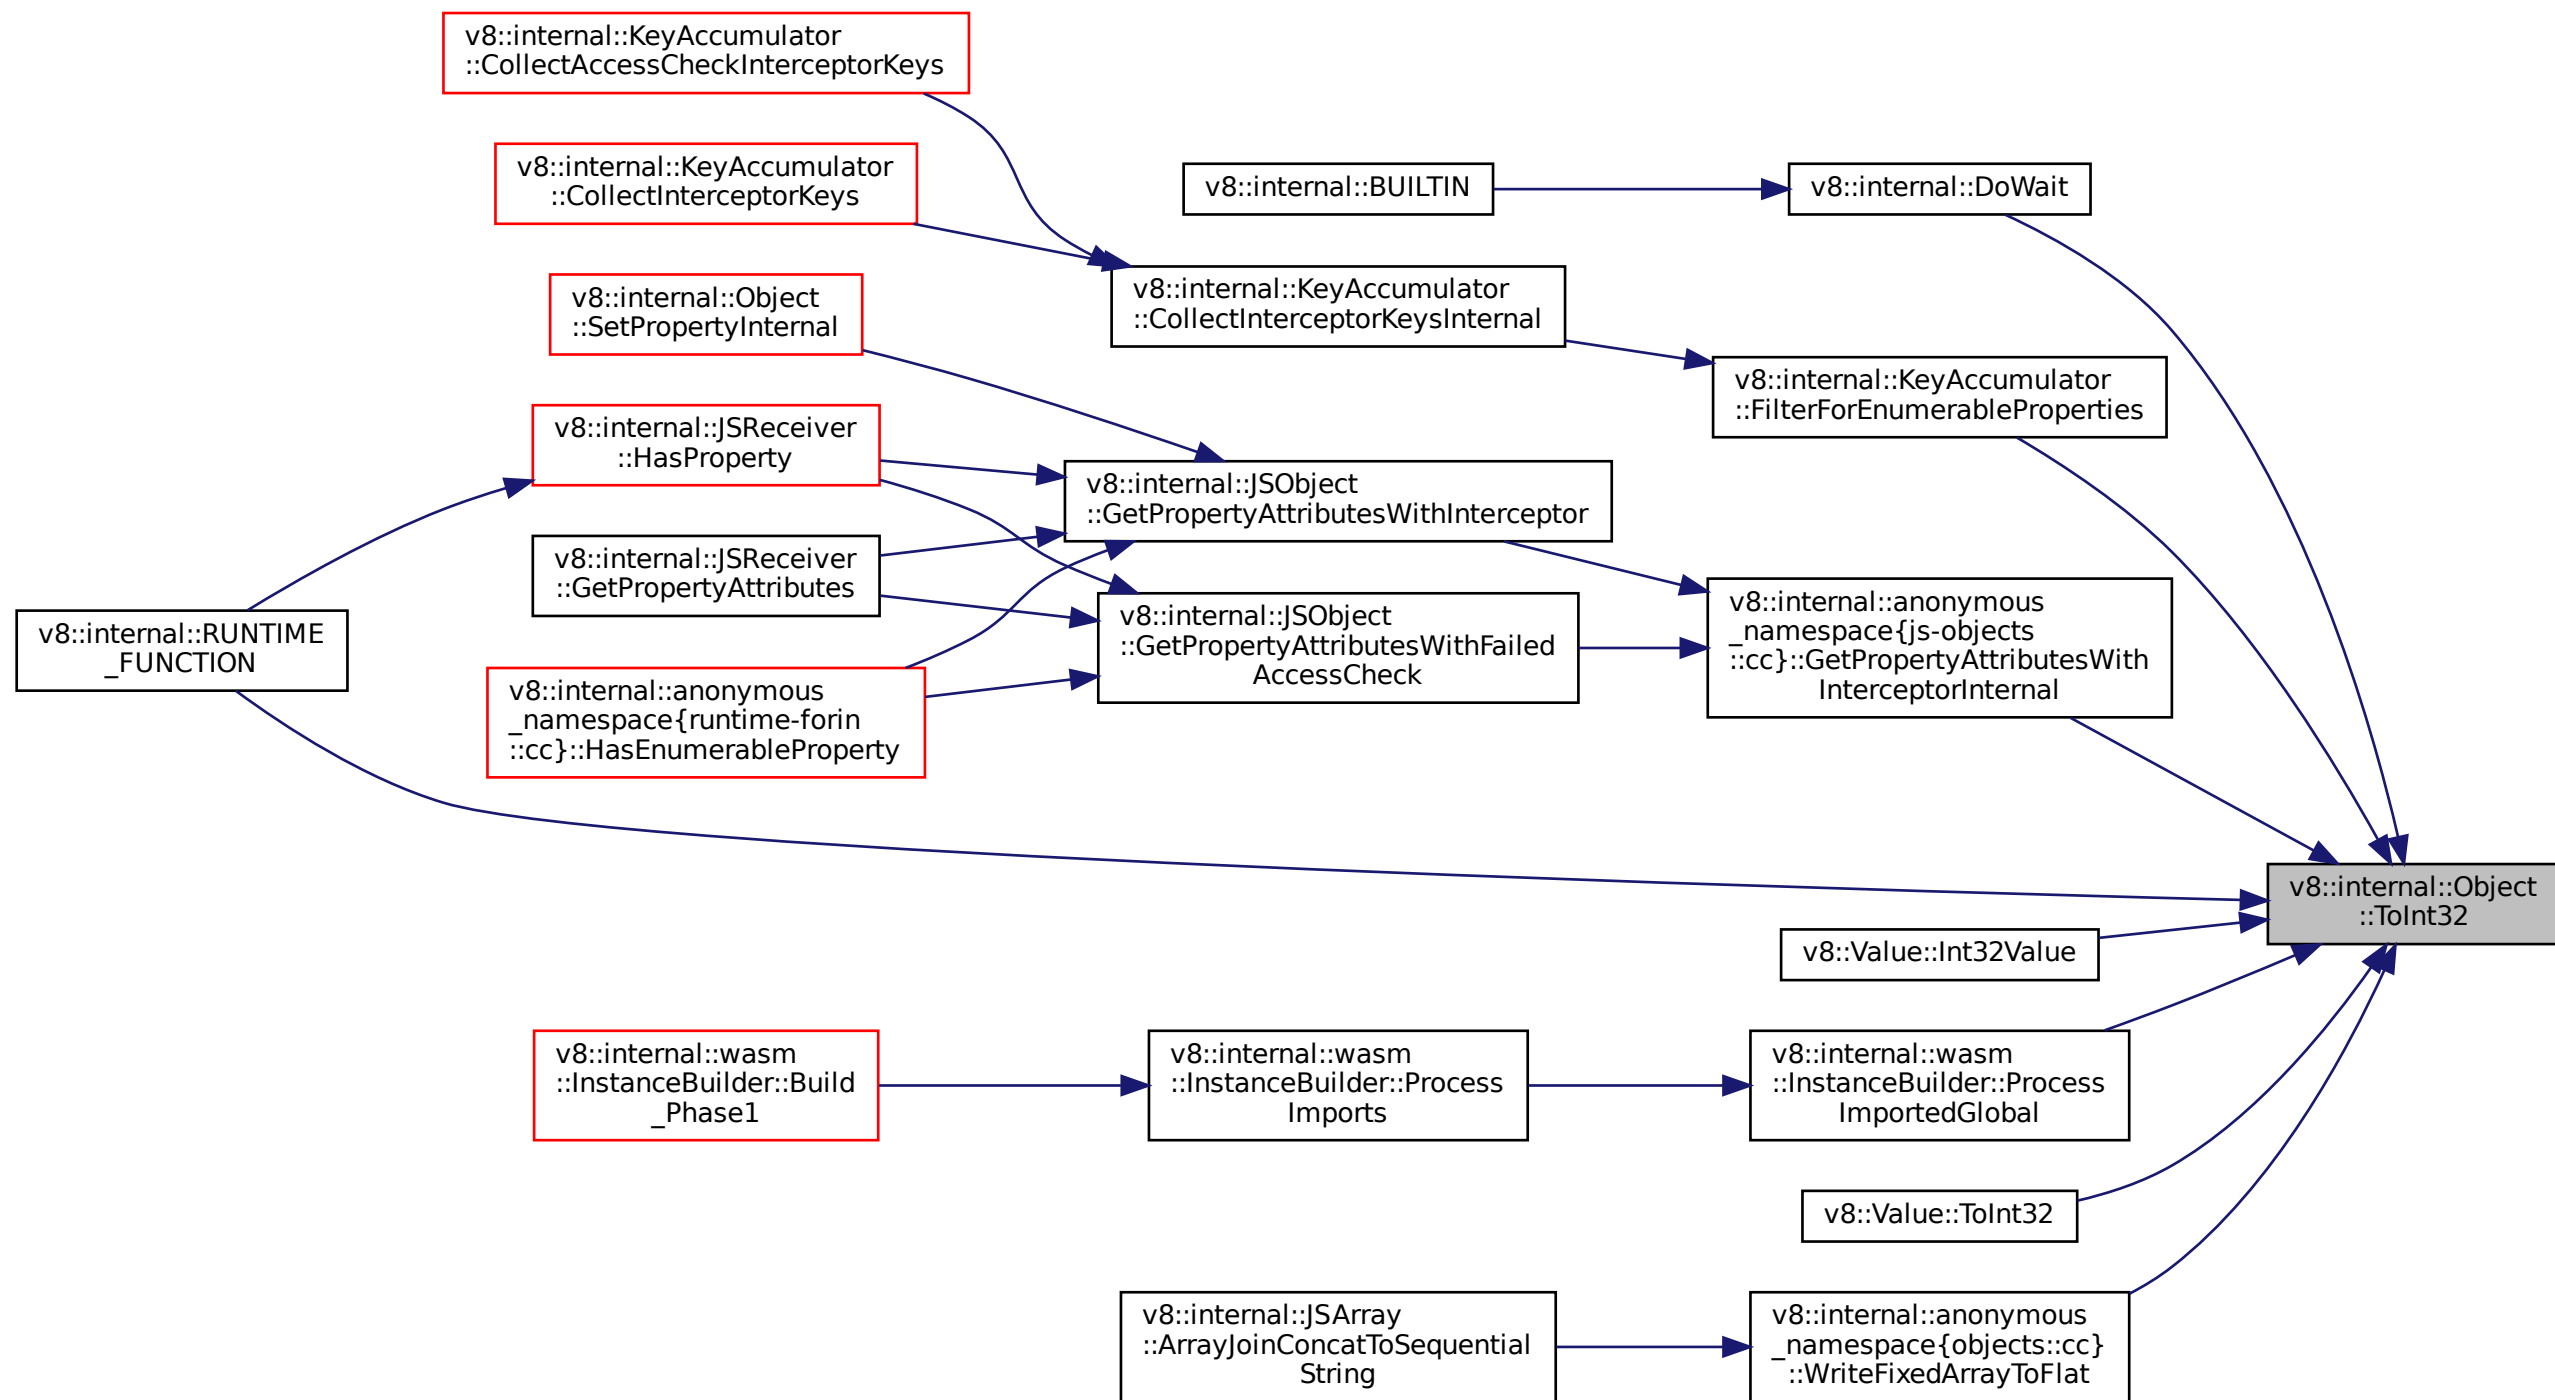 v8::internal::KeyAccumulator
::CollectAccessCheckInterceptorKeys
v8::internal::KeyAccumulator
::CollectInterceptorKeys
v8::internal::BUILTIN
v8::internal::DoWait
v8::internal::Object
::SetPropertyInternal
v8::internal::KeyAccumulator
::CollectInterceptorKeysInternal
v8::internal::KeyAccumulator
::FilterForEnumerableProperties
v8::internal::JSReceiver
::HasProperty
v8::internal::JSObject
::GetPropertyAttributesWithInterceptor
v8::internal::JSReceiver
::GetPropertyAttributes
v8::internal::JSObject
::GetPropertyAttributesWithFailed
AccessCheck
v8::internal::anonymous
_namespace{js-objects
::cc}::GetPropertyAttributesWith
InterceptorInternal
v8::internal::RUNTIME
_FUNCTION
v8::internal::anonymous
_namespace{runtime-forin
::cc}::HasEnumerableProperty
v8::internal::Object
::ToInt32
v8::Value::Int32Value
v8::internal::wasm
::InstanceBuilder::Build
_Phase1
v8::internal::wasm
::InstanceBuilder::Process
Imports
v8::internal::wasm
::InstanceBuilder::Process
ImportedGlobal
v8::Value::ToInt32
v8::internal::JSArray
::ArrayJoinConcatToSequential
String
v8::internal::anonymous
_namespace{objects::cc}
::WriteFixedArrayToFlat